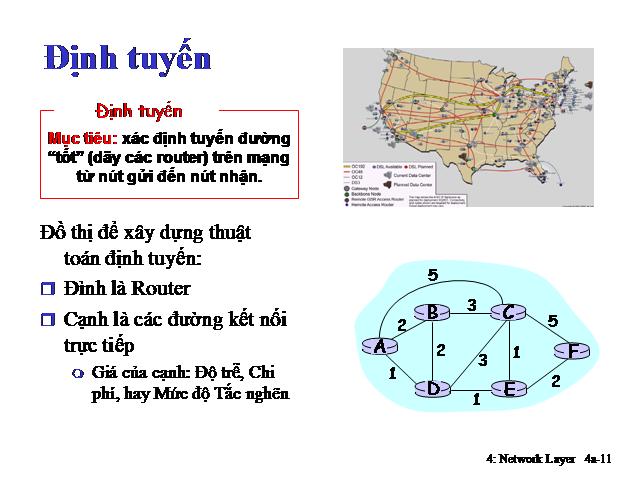 Định tuyến
Định tuyến
Mục tiêu: xác định tuyến đường
“tốt” (dãy các router) trên mạng
từ nút gửi đến nút nhận.
Đồ thị để xây dựng thuật
toán định tuyến:
Đỉnh là Router
Cạnh là các đường kết nối
trực tiếp
Giá của cạnh: Độ trễ, Chi
phí, hay Mức độ Tắc nghẽn
OC192
OC48
OC12
DS3
Gateway Node
Backbone Node
Remote GSR Access Router
Remote Access Router
DSL Available
DSL Planned
Current Data Center
Planned Data Center
5
B
3
C
5
2
A
2
3
1
F
1
D
1
E
2
4: Network Layer 4a-11